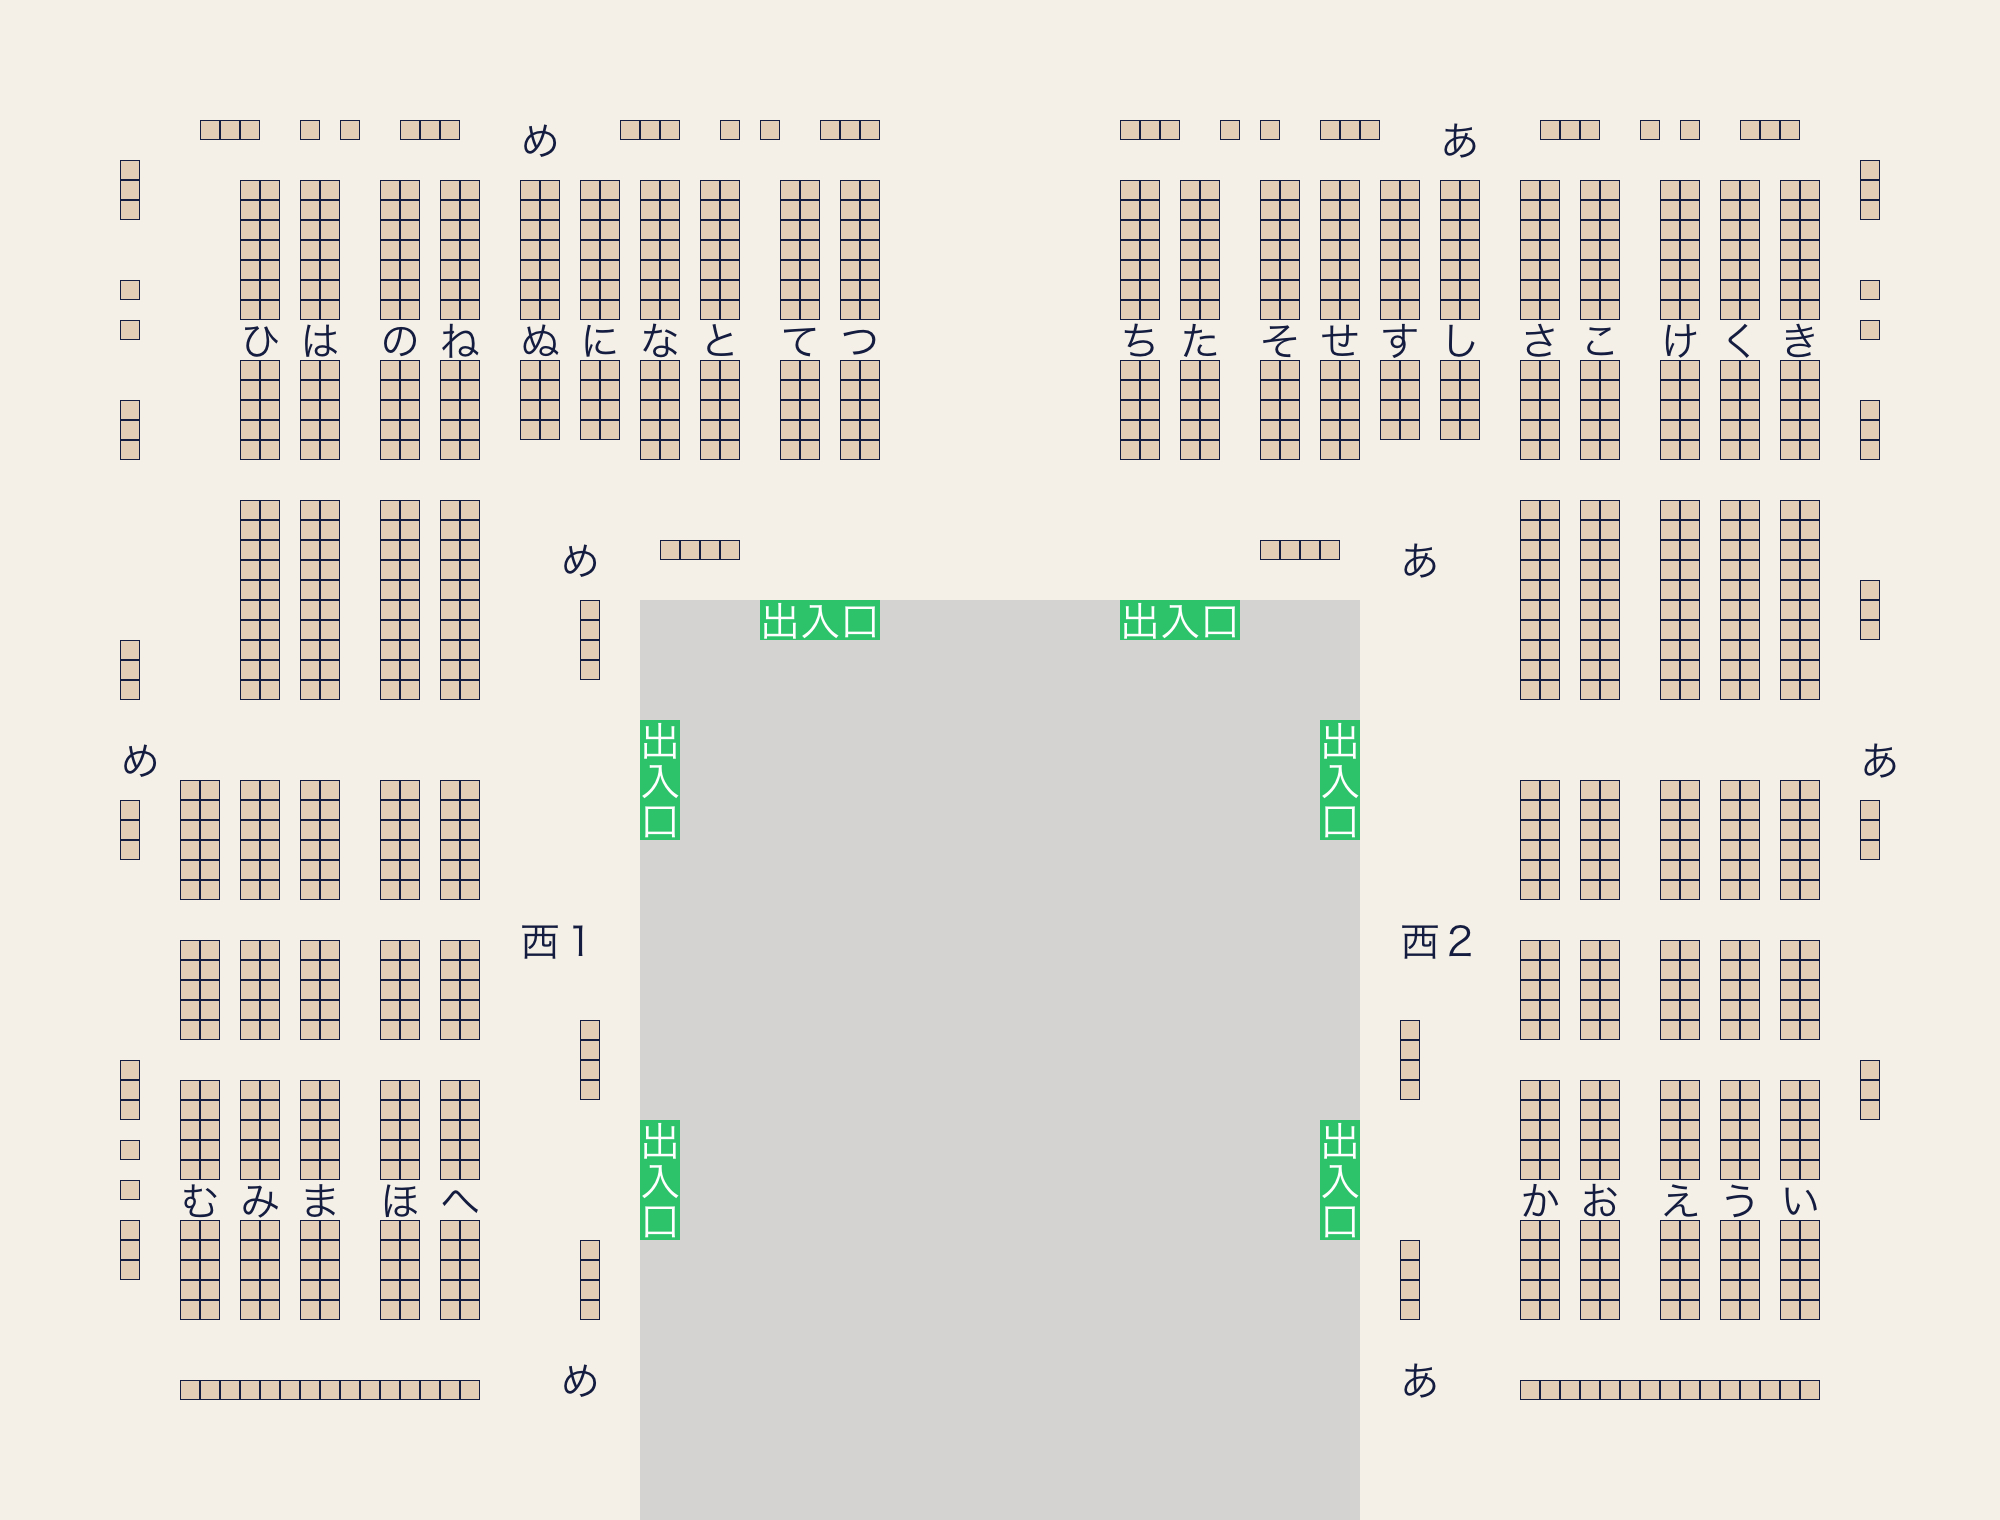 め
あ
ひ は の ね ぬ に な と て つ
ち た そ せ す し さ こ け く き
め
あ
出入口
出入口
出入口
出入口
め
あ
西1
西2
出入口
出入口
む み ま ほ へ
か お え う い
め
あ